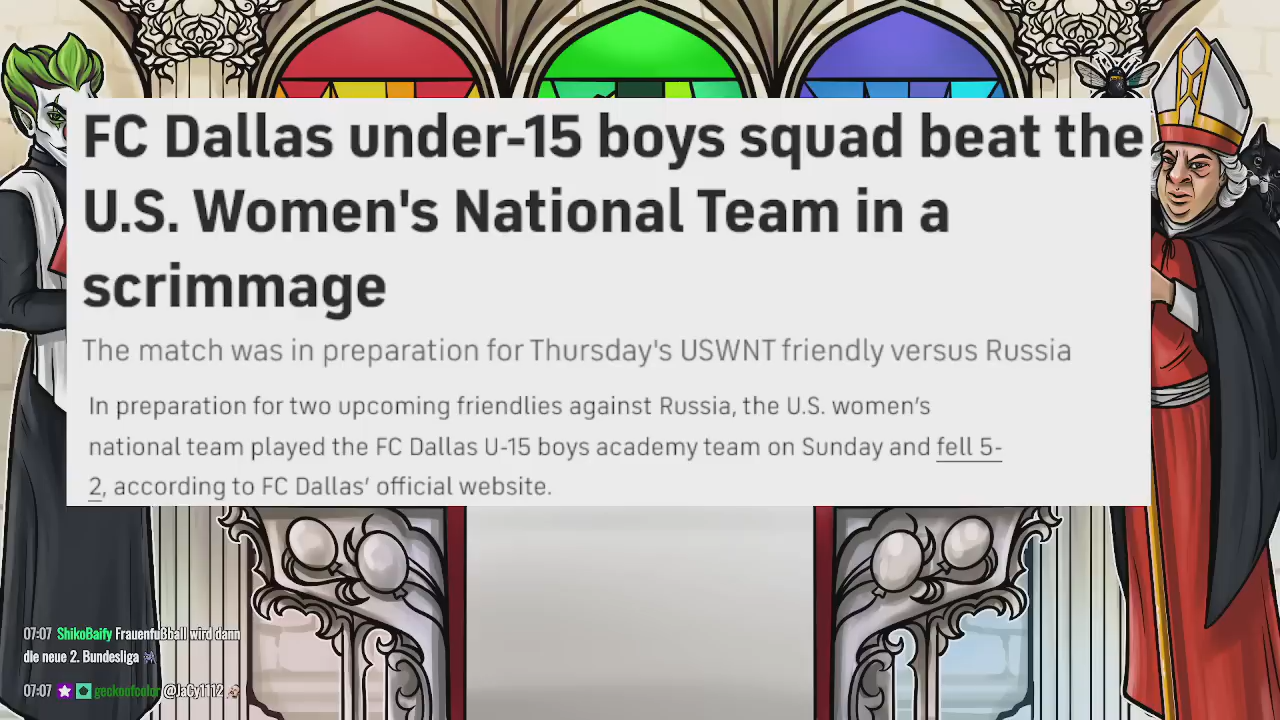 FC Dallas under-15 boys squad beat the
U.S. Women's National Team in a
scrimmage
The match was in preparation for Thursday's USWNT friendly versus Russia
In preparation for two upcoming friendlies against Russia, the U.S. women’s
national team played the FC Dallas U-15 boys academy team on Sunday and fell 5-
2, according to FC Dallas’ official website.
07:07 ShikoBaify Frauenfußball wird dann
die neue 2. Bundesliga
07:07 geckoofcolor @JaCy1112